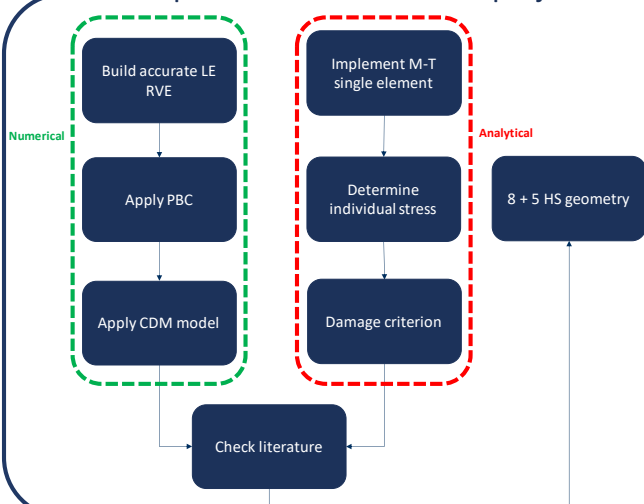 Build accurate LE
RVE
Implement M-T
single element
Numerical
Analytical
Apply PBC
Determine
individual stress
8 + 5 HS geometry
Apply CDM model
Damage criterion
Check literature